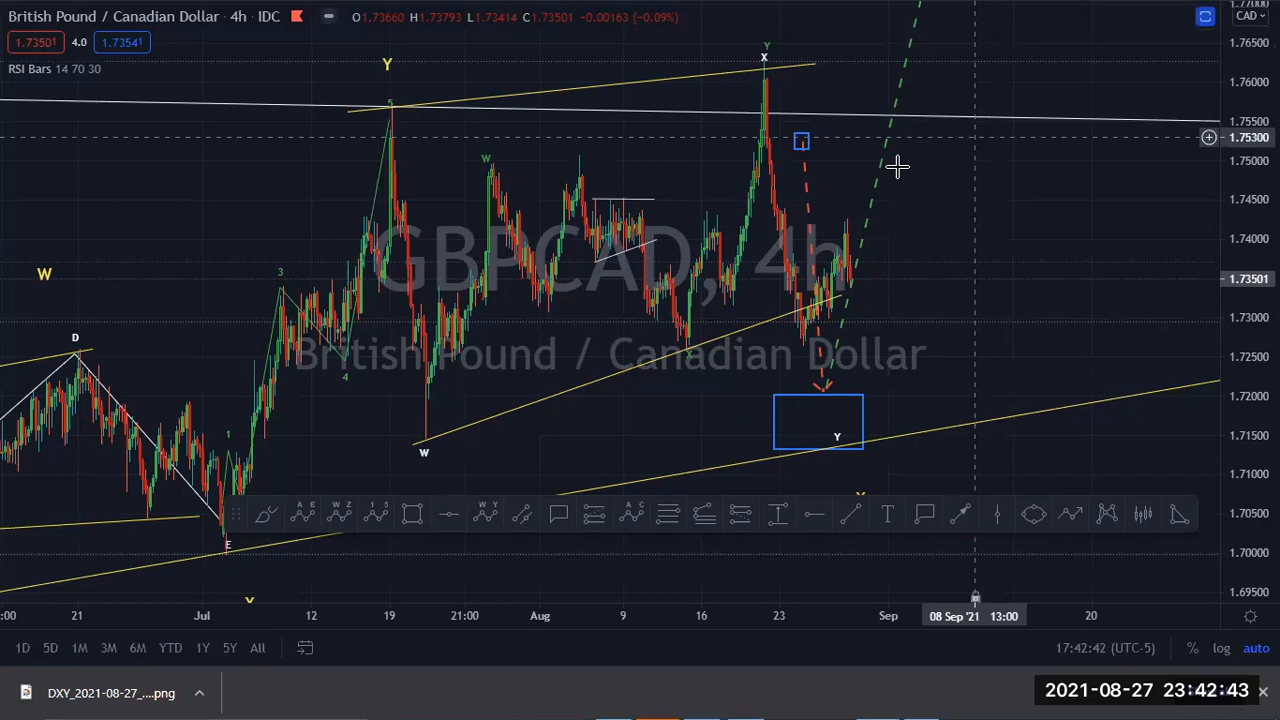 British Pound / Canadian Dollar · 4h · IDC O1.73660 H1.73793 L1.73414 C1.73501 −0.00163 (−0.09%)
1.73501 4.0 1.73541
RSI Bars 14 70 30
CAD
1.77000
1.76500
1.76000
1.75500
1.75300
1.75000
1.74500
1.74000
1.73501
1.73000
1.72500
1.72000
1.71500
1.71000
1.70500
1.70000
1.69500
Y
Y
X
5
W
W
3
D
4
X
1
W
Y
E
GBPCAD, 4h
British Pound / Canadian Dollar
A E W Z 1 5 W Y A C
:00 21 Jul 12 19 21:00 Aug 9 16 23 Sep 08 Sep '21 13:00 20
1D 5D 1M 3M 6M YTD 1Y 5Y All 17:42:42 (UTC-5) % log auto
DXY_2021-08-27_....png
2021-08-27 23:42:43